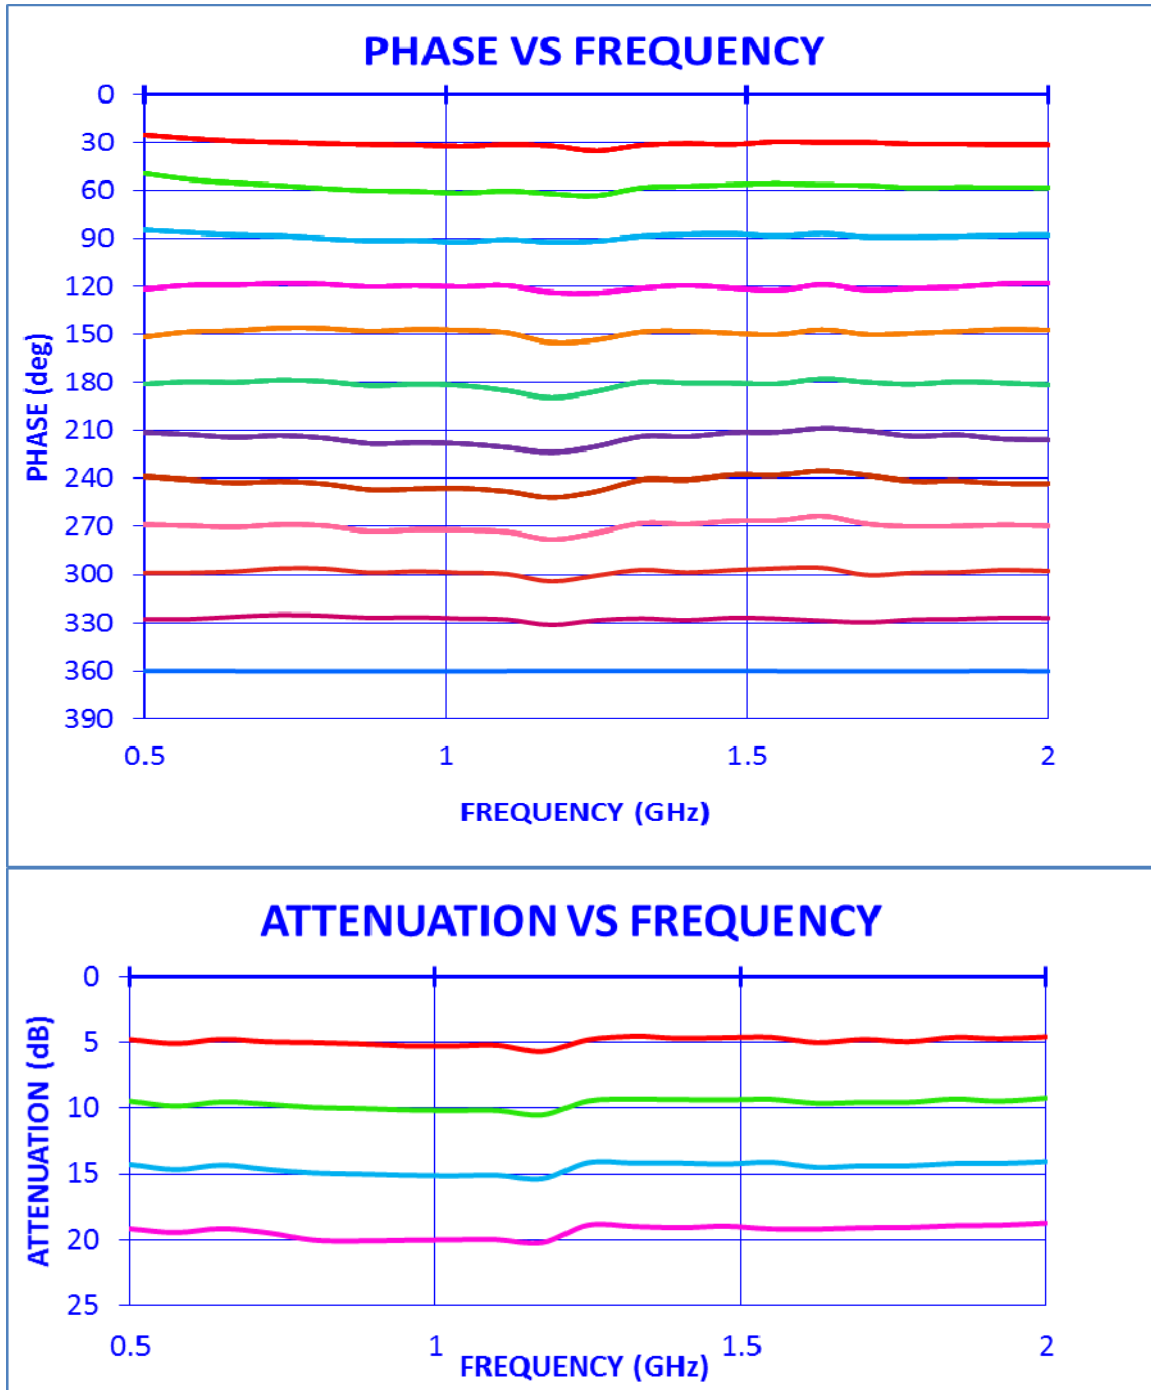 PHASE VS FREQUENCY
0
30
60
90
120
150
180
210
240
270
300
330
360
390
PHASE (deg)
0.5 1 1.5 2
FREQUENCY (GHz)
ATTENUATION VS FREQUENCY
0
5
10
15
20
25
ATTENUATION (dB)
0.5 1 1.5 2
FREQUENCY (GHz)